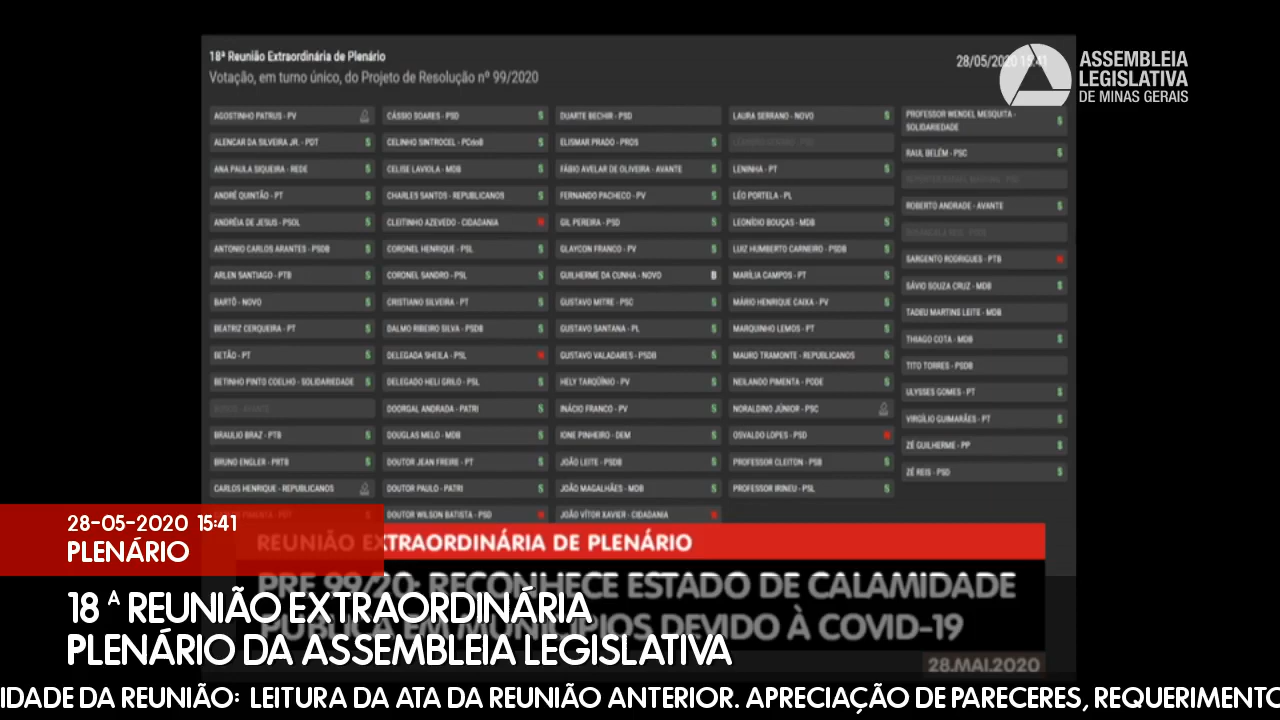 18ª Reunião Extraordinária de Plenário
Votação, em turno único, do Projeto de Resolução nº 99/2020
28/05/2020 15:41
ASSEMBLEIA
LEGISLATIVA
DE MINAS GERAIS
AGOSTINHO PATRUS - PV
ALENCAR DA SILVEIRA JR. - PDT S
ANA PAULA SIQUEIRA - REDE S
ANDRÉ QUINTÃO - PT S
ANDRÉIA DE JESUS - PSOL S
ANTONIO CARLOS ARANTES - PSDB S
ARLEN SANTIAGO - PTB S
BARTÔ - NOVO S
BEATRIZ CERQUEIRA - PT S
BETÃO - PT S
BETINHO PINTO COELHO - SOLIDARIEDADE S
BRAULIO BRAZ - PTB S
BRUNO ENGLER - PRTB S
CARLOS HENRIQUE - REPUBLICANOS
CÁSSIO SOARES - PSD S
CELINHO SINTROCEL - PCdoB S
CELISE LAVIOLA - MDB S
CHARLES SANTOS - REPUBLICANOS S
CLEITINHO AZEVEDO - CIDADANIA N
CORONEL HENRIQUE - PSL S
CORONEL SANDRO - PSL S
CRISTIANO SILVEIRA - PT S
DALMO RIBEIRO SILVA - PSDB S
DELEGADA SHEILA - PSL N
DELEGADO HELI GRILO - PSL S
DOORGAL ANDRADA - PATRI S
DOUGLAS MELO - MDB S
DOUTOR JEAN FREIRE - PT S
DOUTOR PAULO - PATRI S
DOUTOR WILSON BATISTA - PSD N
DUARTE BECHIR - PSD
ELISMAR PRADO - PROS S
FÁBIO AVELAR DE OLIVEIRA - AVANTE S
FERNANDO PACHECO - PV S
GIL PEREIRA - PSD S
GLAYCON FRANCO - PV S
GUILHERME DA CUNHA - NOVO B
GUSTAVO MITRE - PSC S
GUSTAVO SANTANA - PL S
GUSTAVO VALADARES - PSDB S
HELY TARQÜÍNIO - PV S
INÁCIO FRANCO - PV S
IONE PINHEIRO - DEM S
JOÃO LEITE - PSDB S
JOÃO MAGALHÃES - MDB S
JOÃO VÍTOR XAVIER - CIDADANIA N
LAURA SERRANO - NOVO S
LENINHA - PT S
LÉO PORTELA - PL
LEONÍDIO BOUÇAS - MDB S
LUIZ HUMBERTO CARNEIRO - PSDB S
MARÍLIA CAMPOS - PT S
MÁRIO HENRIQUE CAIXA - PV S
MARQUINHO LEMOS - PT S
MAURO TRAMONTE - REPUBLICANOS S
NEILANDO PIMENTA - PODE S
NORALDINO JÚNIOR - PSC
OSVALDO LOPES - PSD N
PROFESSOR CLEITON - PSB S
PROFESSOR IRINEU - PSL S
PROFESSOR WENDEL MESQUITA -
SOLIDARIEDADE S
RAUL BELÉM - PSC S
ROBERTO ANDRADE - AVANTE S
SARGENTO RODRIGUES - PTB N
SÁVIO SOUZA CRUZ - MDB S
TADEU MARTINS LEITE - MDB
THIAGO COTA - MDB S
TITO TORRES - PSDB
ULYSSES GOMES - PT S
VIRGÍLIO GUIMARÃES - PT S
ZÉ GUILHERME - PP S
ZÉ REIS - PSD S
REUNIÃO EXTRAORDINÁRIA DE PLENÁRIO
PRE 99/20: RECONHECE ESTADO DE CALAMIDADE
PÚBLICA EM MUNICÍPIOS DEVIDO À COVID-19
28.MAI.2020
28-05-2020 15:41
PLENÁRIO
18 ª REUNIÃO EXTRAORDINÁRIA
PLENÁRIO DA ASSEMBLEIA LEGISLATIVA
IDADE DA REUNIÃO: LEITURA DA ATA DA REUNIÃO ANTERIOR. APRECIAÇÃO DE PARECERES, REQUERIMENTO